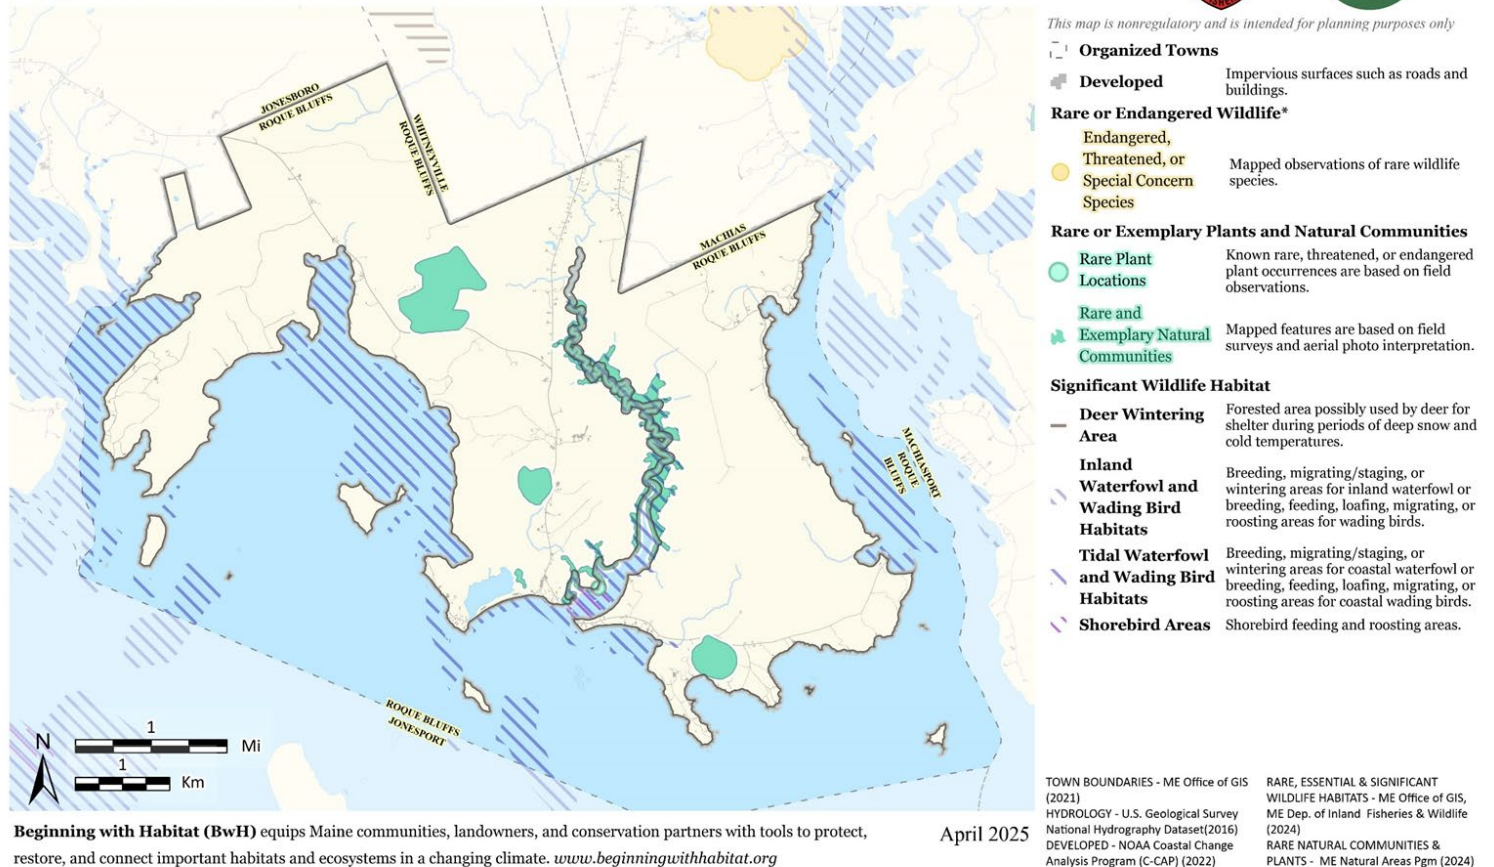 This map is nonregulatory and is intended for planning purposes only
Organized Towns
Developed
Impervious surfaces such as roads and
buildings.
Rare or Endangered Wildlife*
Endangered,
Threatened, or
Special Concern
Species
Mapped observations of rare wildlife
species.
Rare or Exemplary Plants and Natural Communities
Rare Plant
Locations
Known rare, threatened, or endangered
plant occurrences are based on field
observations.
Rare and
Exemplary Natural
Communities
Mapped features are based on field
surveys and aerial photo interpretation.
Significant Wildlife Habitat
Deer Wintering
Area
Forested area possibly used by deer for
shelter during periods of deep snow and
cold temperatures.
Inland
Waterfowl and
Wading Bird
Habitats
Breeding, migrating/staging, or
wintering areas for inland waterfowl or
breeding, feeding, loafing, migrating, or
roosting areas for wading birds.
Tidal Waterfowl
and Wading Bird
Habitats
Breeding, migrating/staging, or
wintering areas for coastal waterfowl or
breeding, feeding, loafing, migrating, or
roosting areas for coastal wading birds.
Shorebird Areas
Shorebird feeding and roosting areas.
JONESBORO
ROQUE BLUFFS
WHITNEYVILLE
ROQUE BLUFFS
MACHIAS
ROQUE BLUFFS
MACHIASPORT
ROQUE
BLUFFS
ROQUE BLUFFS
JONESPORT
N
1
Mi
1
Km
TOWN BOUNDARIES - ME Office of GIS
(2021)
HYDROLOGY - U.S. Geological Survey
National Hydrography Dataset(2016)
DEVELOPED - NOAA Coastal Change
Analysis Program (C-CAP) (2022)
RARE, ESSENTIAL & SIGNIFICANT
WILDLIFE HABITATS - ME Office of GIS,
ME Dep. of Inland Fisheries & Wildlife
(2024)
RARE NATURAL COMMUNITIES &
PLANTS - ME Natural Areas Pgm (2024)
Beginning with Habitat (BwH) equips Maine communities, landowners, and conservation partners with tools to protect,
restore, and connect important habitats and ecosystems in a changing climate. www.beginningwithhabitat.org
April 2025